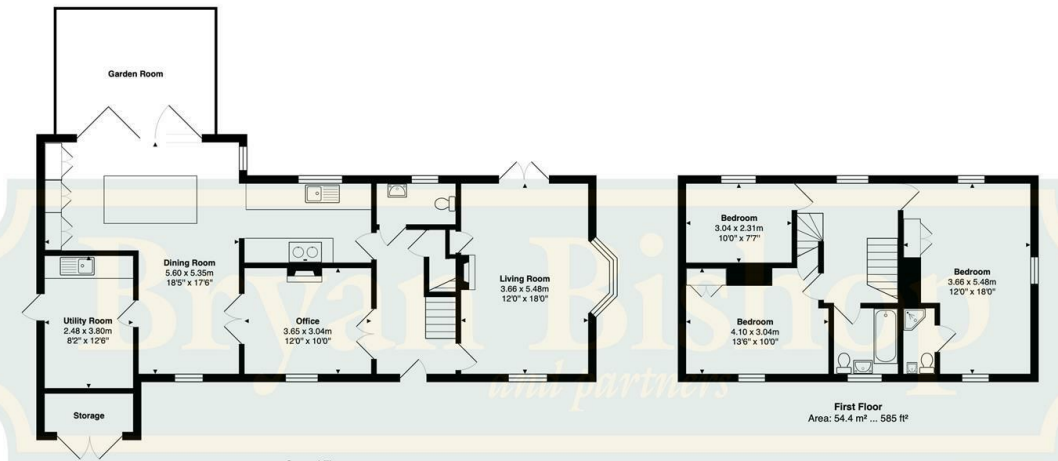 Garden Room
Dining Room
5.60 x 5.35m
18'5" x 17'6"
Utility Room
2.48 x 3.80m
8'2" x 12'6"
Storage
Office
3.65 x 3.04m
12'0" x 10'0"
Living Room
3.66 x 5.48m
12'0" x 18'0"
Bedroom
3.04 x 2.31m
10'0" x 7'7"
Bedroom
4.10 x 3.04m
13'6" x 10'0"
Bedroom
3.66 x 5.48m
12'0" x 18'0"
First Floor
Area: 54.4 m² ... 585 ft²
Bryan Bishop
and partners